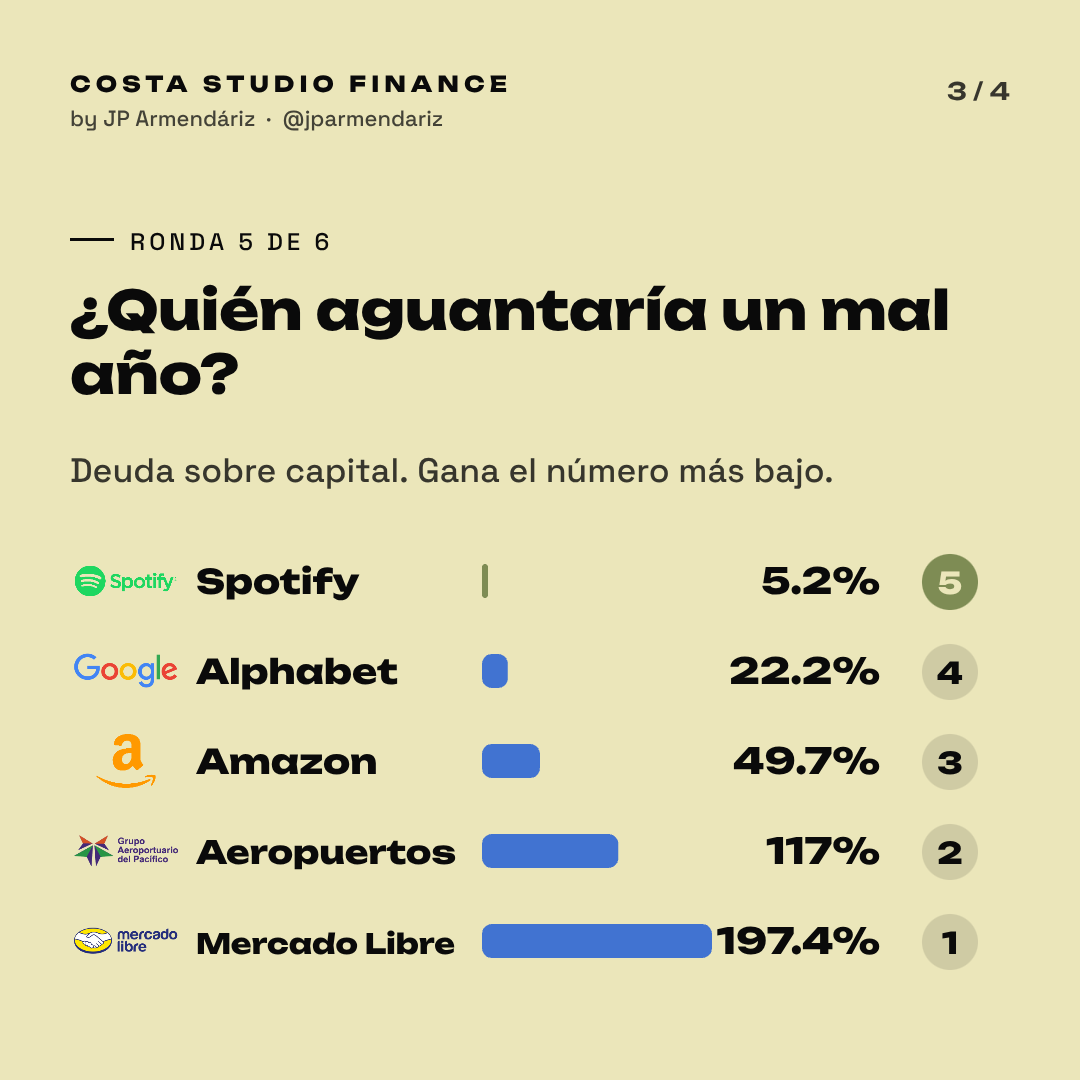 COSTA STUDIO FINANCE
by JP Armendáriz · @jparmendariz
3 / 4
RONDA 5 DE 6
¿Quién aguantaría un mal
año?
Deuda sobre capital. Gana el número más bajo.
Spotify Spotify 5.2% 5
Google Alphabet 22.2% 4
a Amazon 49.7% 3
Grupo
Aeroportuario
del Pacífico
Aeropuertos 117% 2
mercado
libre
Mercado Libre 197.4% 1